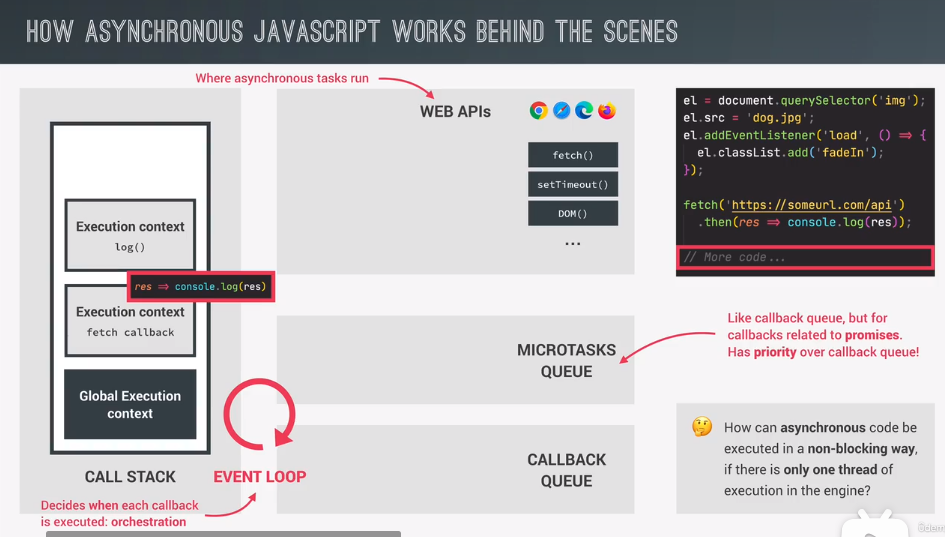 HOW ASYNCHRONOUS JAVASCRIPT WORKS BEHIND THE SCENES
Where asynchronous tasks run
WEB APIs
fetch()
setTimeout()
DOM()
...
el = document.querySelector('img');
el.src = 'dog.jpg';
el.addEventListener('load', () => {
el.classList.add('fadeIn');
});
fetch('https://someurl.com/api')
.then(res => console.log(res));
// More code...
Execution context
log()
res => console.log(res)
Execution context
fetch callback
Global Execution
context
CALL STACK
EVENT LOOP
Decides when each callback
is executed: orchestration
MICROTASKS
QUEUE
Like callback queue, but for
callbacks related to promises.
Has priority over callback queue!
CALLBACK
QUEUE
How can asynchronous code be
executed in a non-blocking way,
if there is only one thread of
execution in the engine?